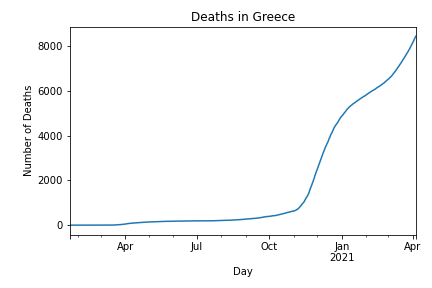 Deaths in Greece
Number of Deaths
8000
6000
4000
2000
0
Apr
Jul
Oct
Jan
2021
Apr
Day